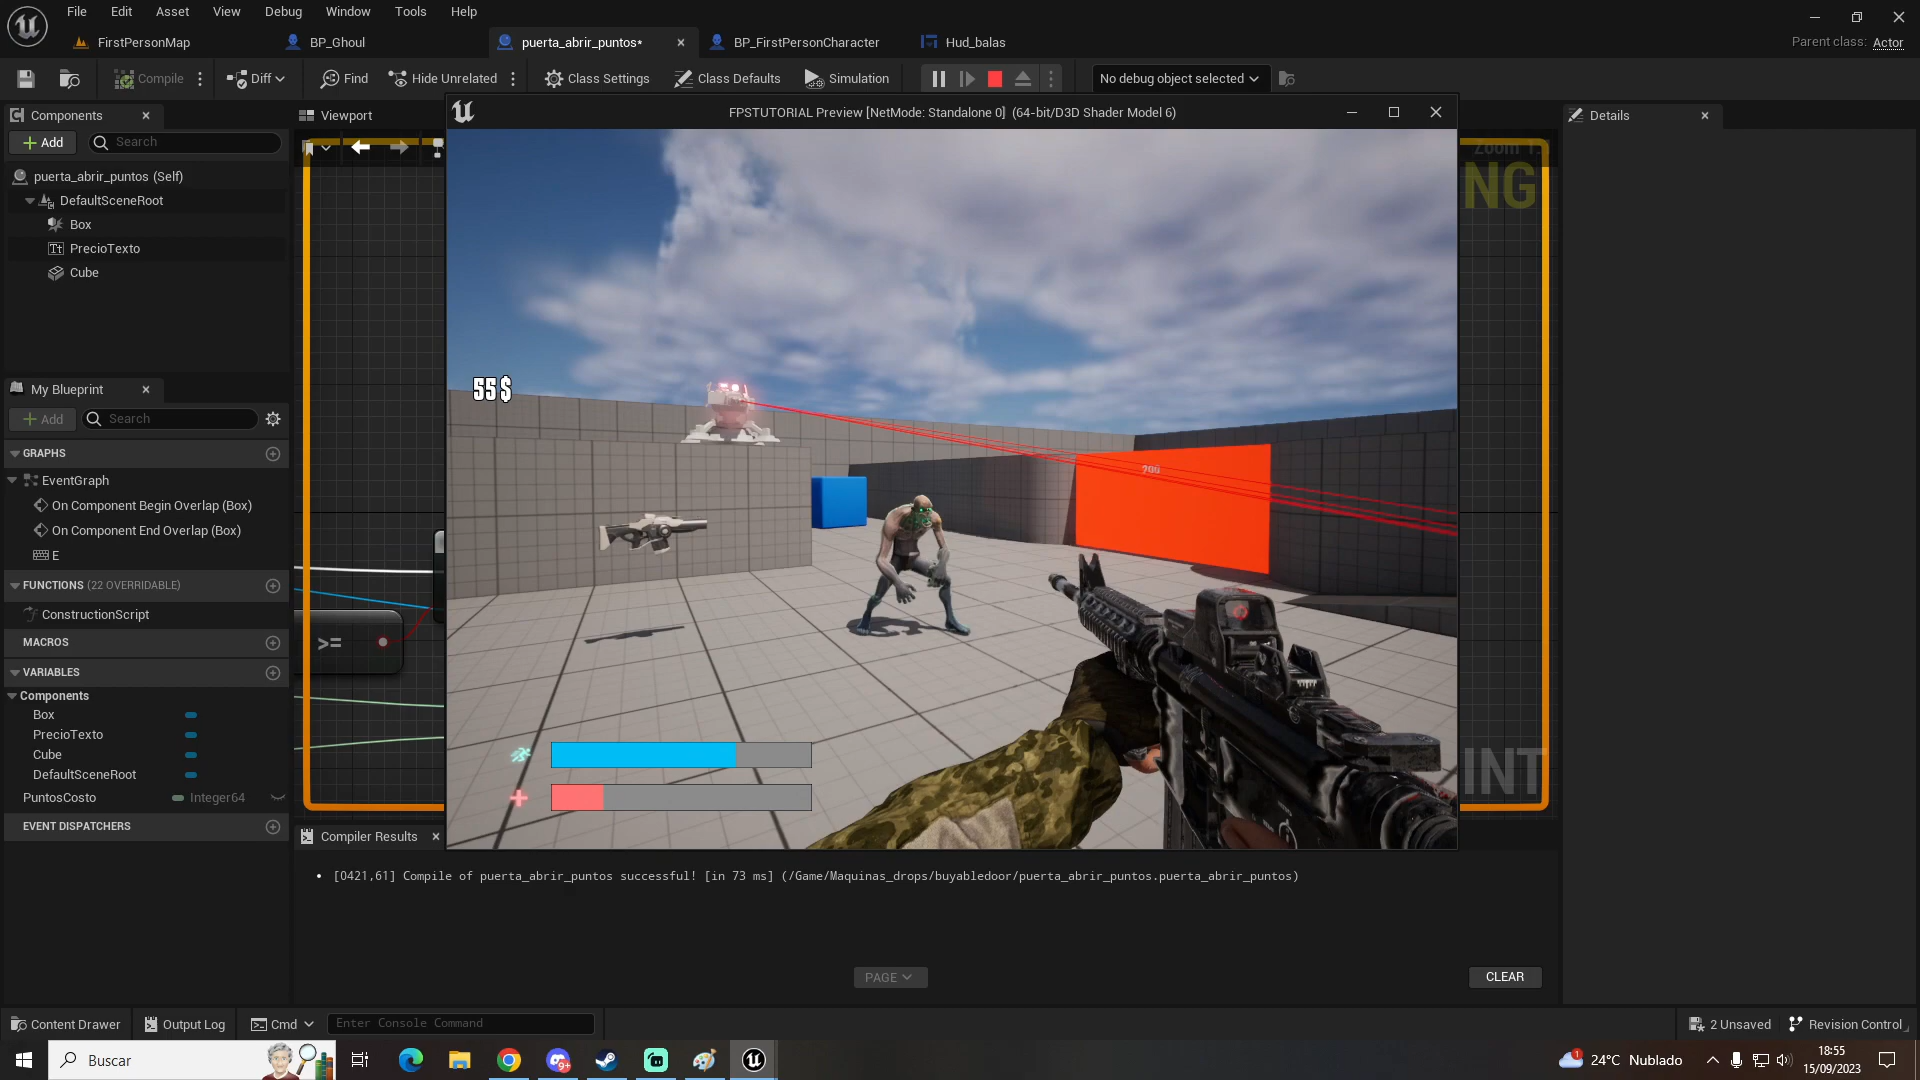 File Edit Asset View Debug Window Tools Help
FirstPersonMap
BP_Ghoul
puerta_abrir_puntos*
BP_FirstPersonCharacter
Hud_balas
Parent class: Actor
Compile
Diff
Find
Hide Unrelated
Class Settings
Class Defaults
Simulation
No debug object selected
Components
Add
Search
puerta_abrir_puntos (Self)
DefaultSceneRoot
Box
PrecioTexto
Cube
Viewport
FPSTUTORIAL Preview [NetMode: Standalone 0] (64-bit/D3D Shader Model 6)
Details
NG
55$
700
>=
INT
My Blueprint
Add
Search
GRAPHS
EventGraph
On Component Begin Overlap (Box)
On Component End Overlap (Box)
E
FUNCTIONS (22 OVERRIDABLE)
ConstructionScript
MACROS
VARIABLES
Components
Box
PrecioTexto
Cube
DefaultSceneRoot
PuntosCosto Integer64
EVENT DISPATCHERS
Compiler Results
[0421,61] Compile of puerta_abrir_puntos successful! [in 73 ms] (/Game/Maquinas_drops/buyabledoor/puerta_abrir_puntos.puerta_abrir_puntos)
PAGE
CLEAR
Content Drawer
Output Log
Cmd
Enter Console Command
2 Unsaved
Revision Control
Buscar
24°C Nublado
18:55
15/09/2023